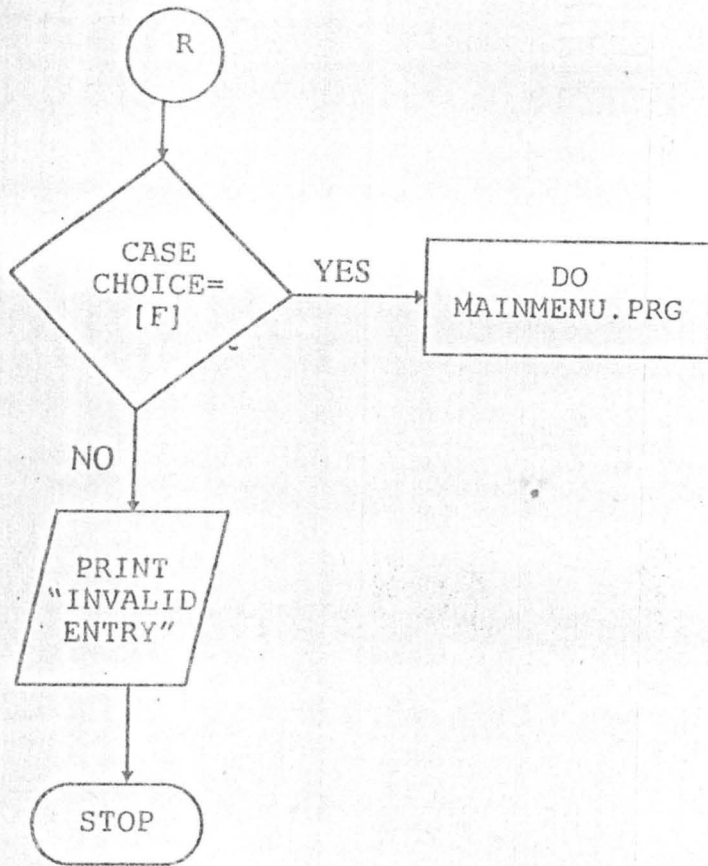 R
CASE
CHOICE=
[F]
YES
DO
MAINMENU.PRG
NO
PRINT
“INVALID
ENTRY”
STOP